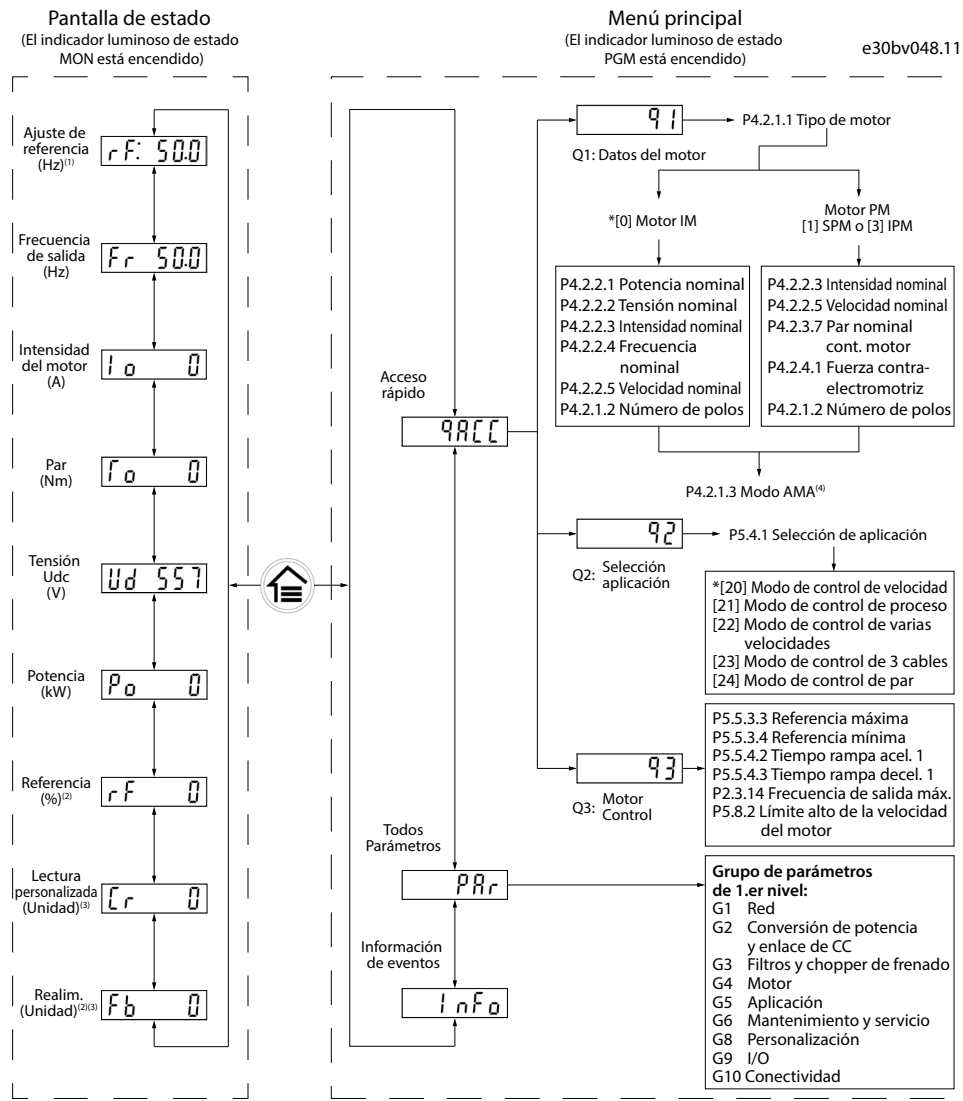 Pantalla de estado
(El indicador luminoso de estado
MON está encendido)
Menú principal
(El indicador luminoso de estado
PGM está encendido)
e30bv048.11
Ajuste de
referencia
(Hz)(1)
rF: 50.0
Frecuencia
de salida
(Hz)
Fr 50.0
Intensidad
del motor
(A)
Io 0
Par
(Nm)
To 0
Tensión
Udc
(V)
Ud 557
Potencia
(kW)
Po 0
Referencia
(%)(2)
rF 0
Lectura
personalizada
(Unidad)(3)
Cr 0
Realim.
(Unidad)(2)(3)
Fb 0
Acceso
rápido
qACC
Todos
Parámetros
PAr
Información
de eventos
InFo
q1
Q1: Datos del motor
P4.2.1.1 Tipo de motor
*[0] Motor IM
Motor PM
[1] SPM o [3] IPM
P4.2.2.1 Potencia nominal
P4.2.2.2 Tensión nominal
P4.2.2.3 Intensidad nominal
P4.2.2.4 Frecuencia
nominal
P4.2.2.5 Velocidad nominal
P4.2.1.2 Número de polos
P4.2.2.3 Intensidad nominal
P4.2.2.5 Velocidad nominal
P4.2.3.7 Par nominal
cont. motor
P4.2.4.1 Fuerza contra-
electromotriz
P4.2.1.2 Número de polos
P4.2.1.3 Modo AMA(4)
q2
Q2: Selección
aplicación
P5.4.1 Selección de aplicación
*[20] Modo de control de velocidad
[21] Modo de control de proceso
[22] Modo de control de varias
velocidades
[23] Modo de control de 3 cables
[24] Modo de control de par
q3
Q3: Motor
Control
P5.5.3.3 Referencia máxima
P5.5.3.4 Referencia mínima
P5.5.4.2 Tiempo rampa acel. 1
P5.5.4.3 Tiempo rampa decel. 1
P2.3.14 Frecuencia de salida máx.
P5.8.2 Límite alto de la velocidad
del motor
Grupo de parámetros
de 1.er nivel:
G1 Red
G2 Conversión de potencia
y enlace de CC
G3 Filtros y chopper de frenado
G4 Motor
G5 Aplicación
G6 Mantenimiento y servicio
G8 Personalización
G9 I/O
G10 Conectividad